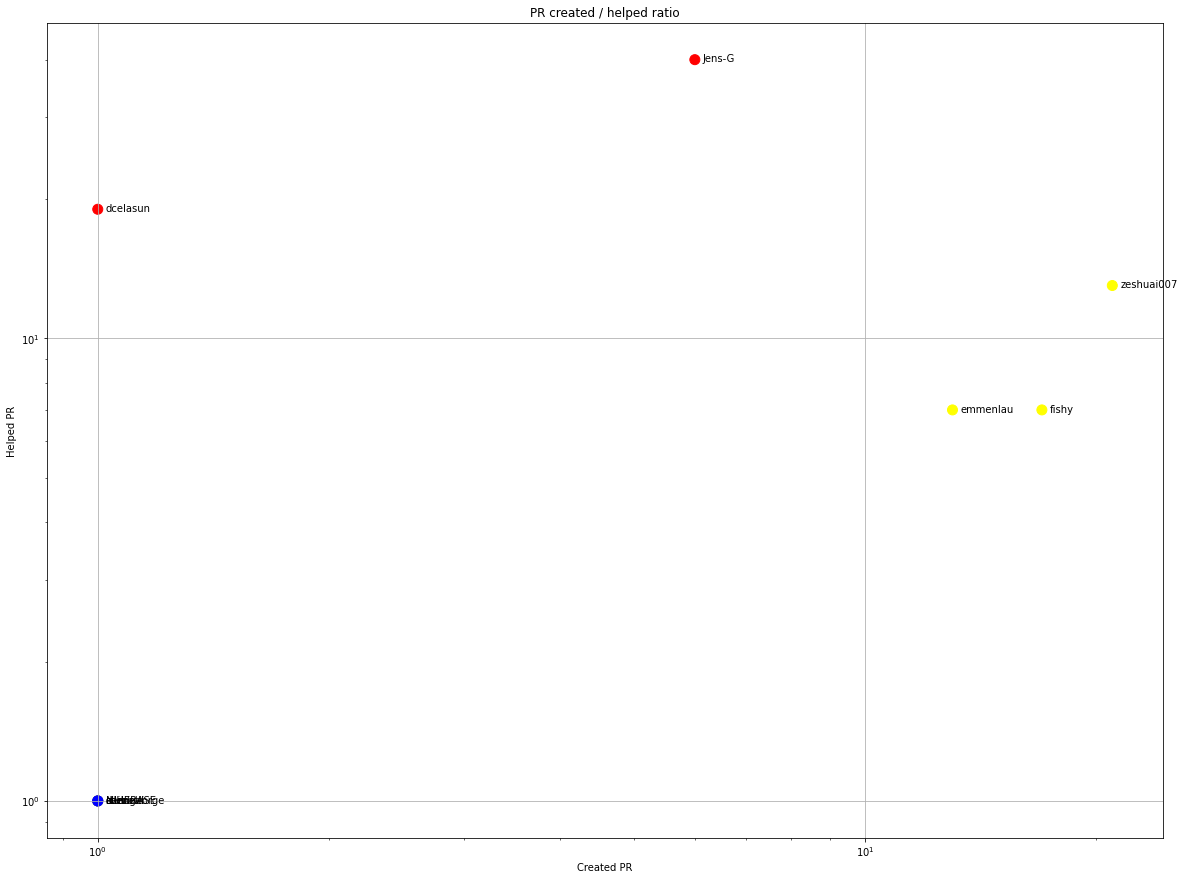 PR created / helped ratio
Jens-G
dcelasun
zeshuai007
10¹
emmenlau
fishy
Helped PR
10⁰
10⁰
10¹
Created PR